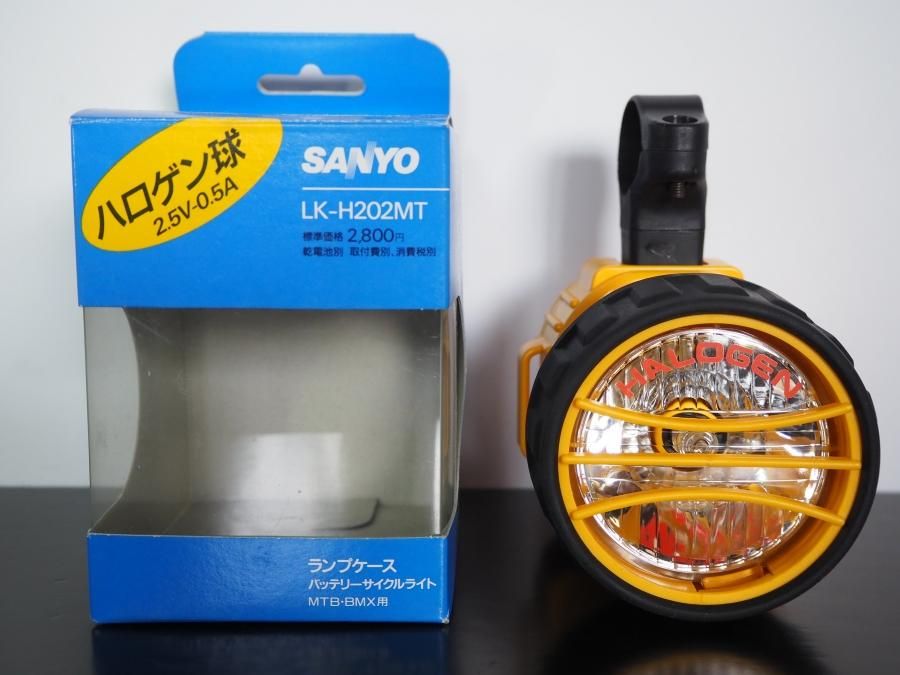 ハロゲン球
2.5V-0.5A
SANYO
LK-H202MT
標準価格 2,800円
乾電池別 取付費別、消費税別
ランプケース
バッテリーサイクルライト
MTB・BMX用
HALOGEN